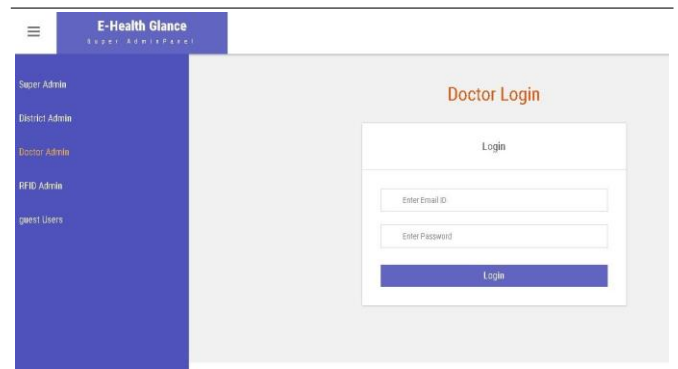 E-Health Glance
Super AdminPanel
Super Admin
District Admin
Doctor Admin
RFID Admin
guest Users
Doctor Login
Login
Enter Email ID
Enter Password
Login